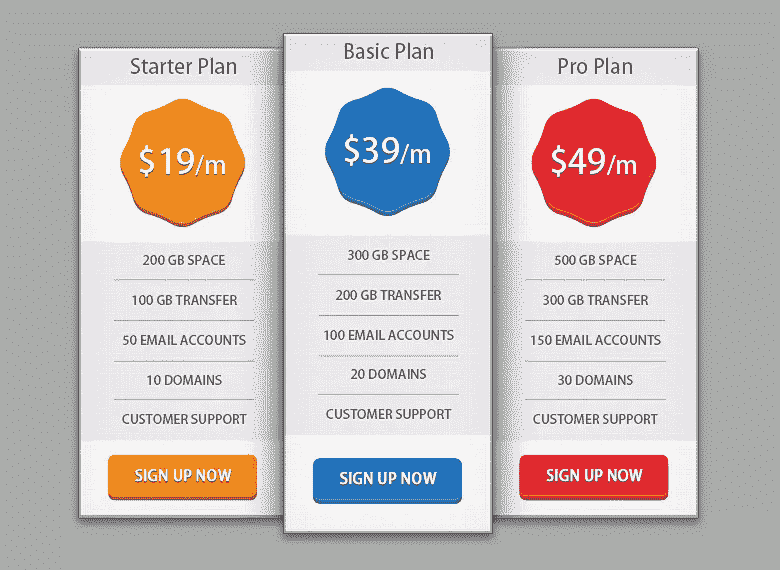 Starter Plan
$19/m
200 GB SPACE
100 GB TRANSFER
50 EMAIL ACCOUNTS
10 DOMAINS
CUSTOMER SUPPORT
SIGN UP NOW
Basic Plan
$39/m
300 GB SPACE
200 GB TRANSFER
100 EMAIL ACCOUNTS
20 DOMAINS
CUSTOMER SUPPORT
SIGN UP NOW
Pro Plan
$49/m
500 GB SPACE
300 GB TRANSFER
150 EMAIL ACCOUNTS
30 DOMAINS
CUSTOMER SUPPORT
SIGN UP NOW